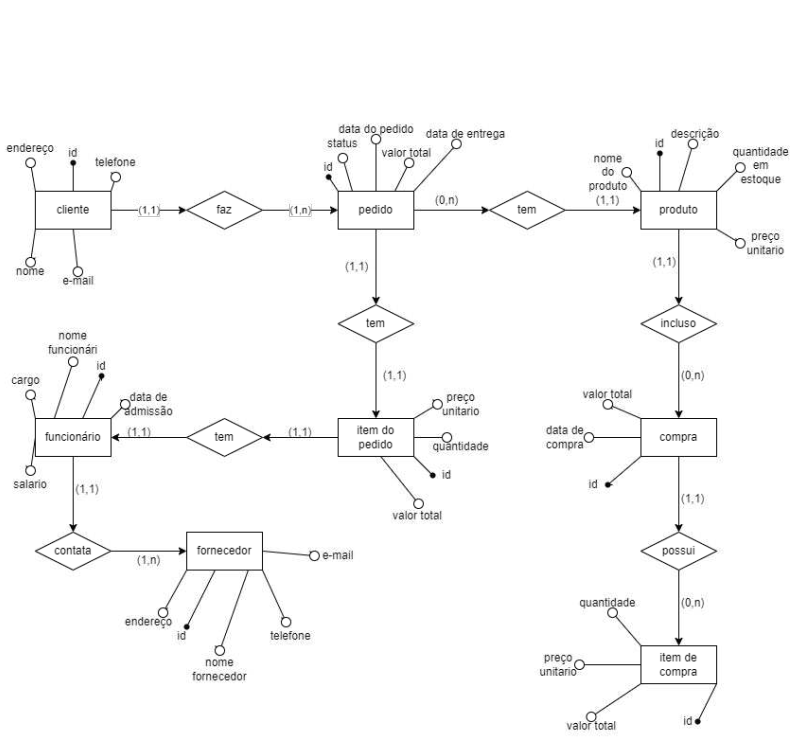 endereço
id
telefone
cliente
nome
e-mail
(1,1)
faz
(1,n)
data do pedido
status
id
valor total
data de entrega
pedido
(0,n)
tem
(1,1)
nome
do
produto
id
descrição
quantidade
em
estoque
produto
preço
unitario
(1,1)
tem
(1,1)
(1,1)
incluso
(0,n)
nome
funcionári
id
cargo
data de
admissão
funcionário
salario
(1,1)
tem
(1,1)
item do
pedido
preço
unitario
quantidade
id
valor total
valor total
data de
compra
id
compra
(1,1)
contata
(1,n)
fornecedor
e-mail
endereço
id
nome
fornecedor
telefone
(1,1)
possui
(0,n)
quantidade
preço
unitario
valor total
item de
compra
id